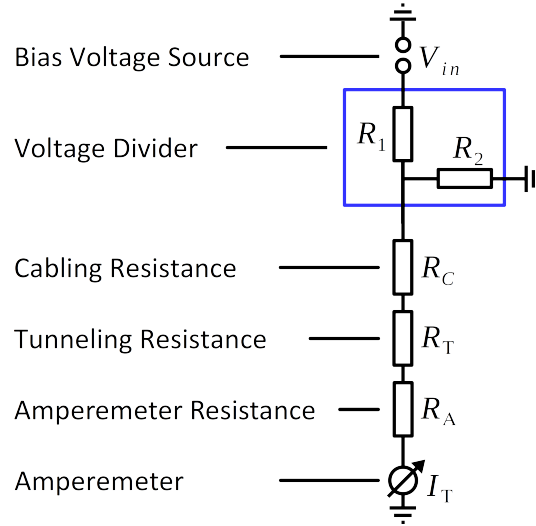 Bias Voltage Source V_in
Voltage Divider R_1 R_2
Cabling Resistance R_C
Tunneling Resistance R_T
Amperemeter Resistance R_A
Amperemeter I_T